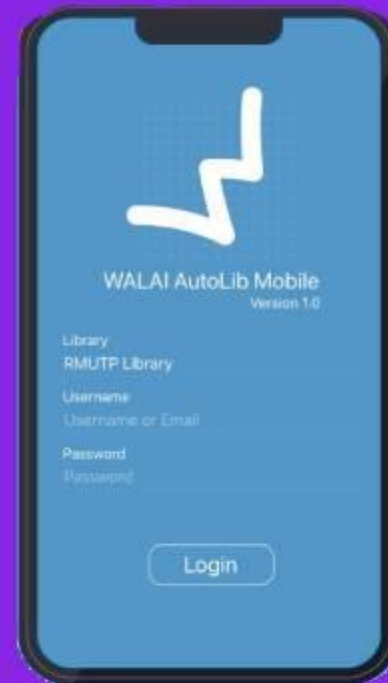 WALAI AutoLib Mobile
Version 1.0
Library
RMUTP Library
Username
Username or Email
Password
Password
Login